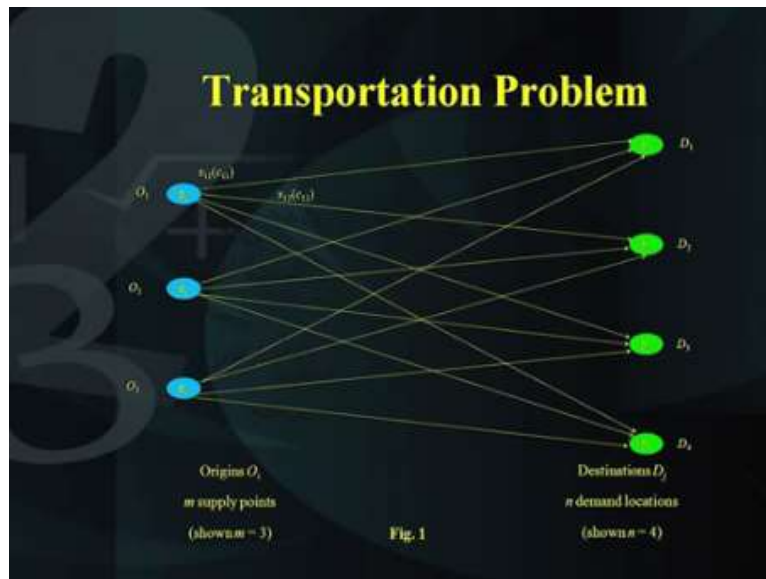 Transportation Problem
x₁₁(c₁₁)
x₁₂(c₁₂)
O₁
O₂
O₃
D₁
D₂
D₃
D₄
Origins Oᵢ
m supply points
(shown m = 3)
Destinations Dⱼ
n demand locations
(shown n = 4)
Fig. 1